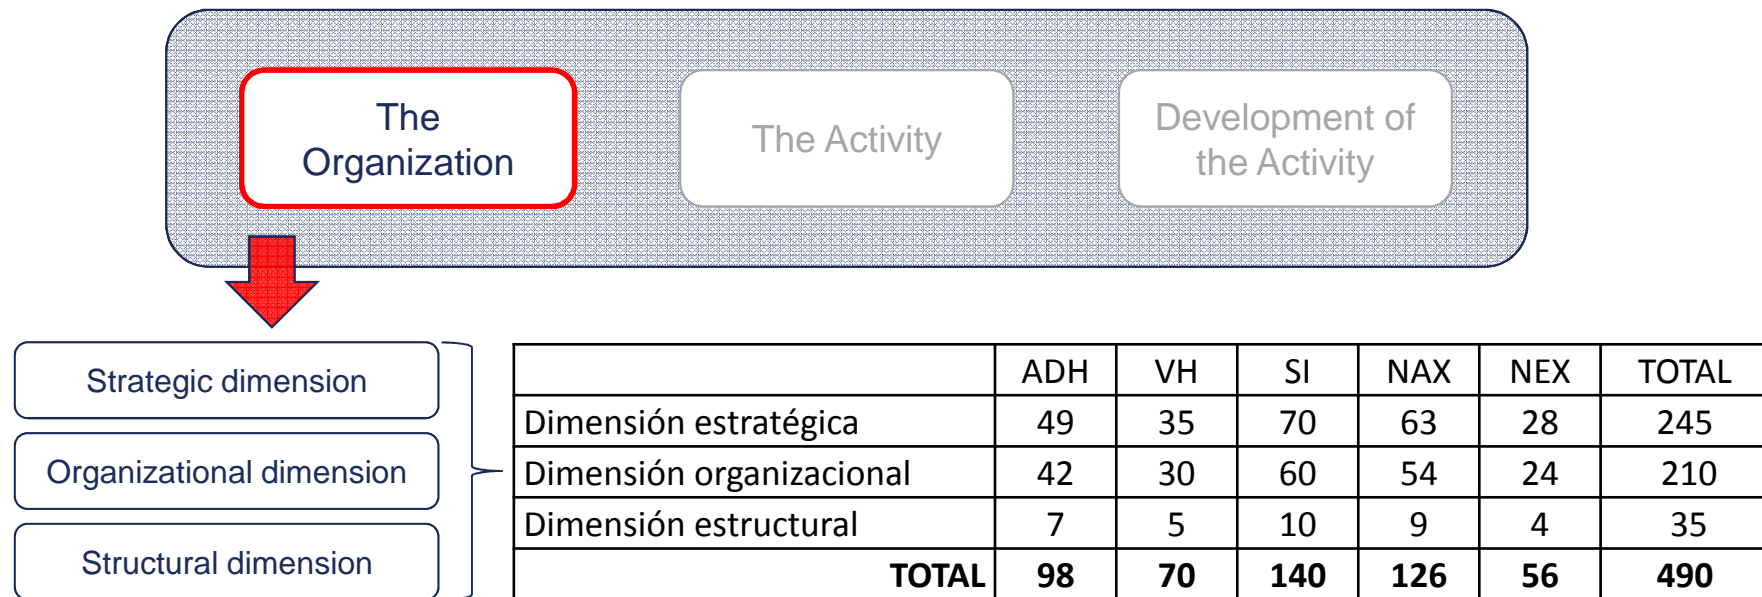 The
Organization
The Activity
Development of
the Activity
Strategic dimension
Organizational dimension
Structural dimension
ADH VH SI NAX NEX TOTAL
Dimensión estratégica 49 35 70 63 28 245
Dimensión organizacional 42 30 60 54 24 210
Dimensión estructural 7 5 10 9 4 35
TOTAL 98 70 140 126 56 490